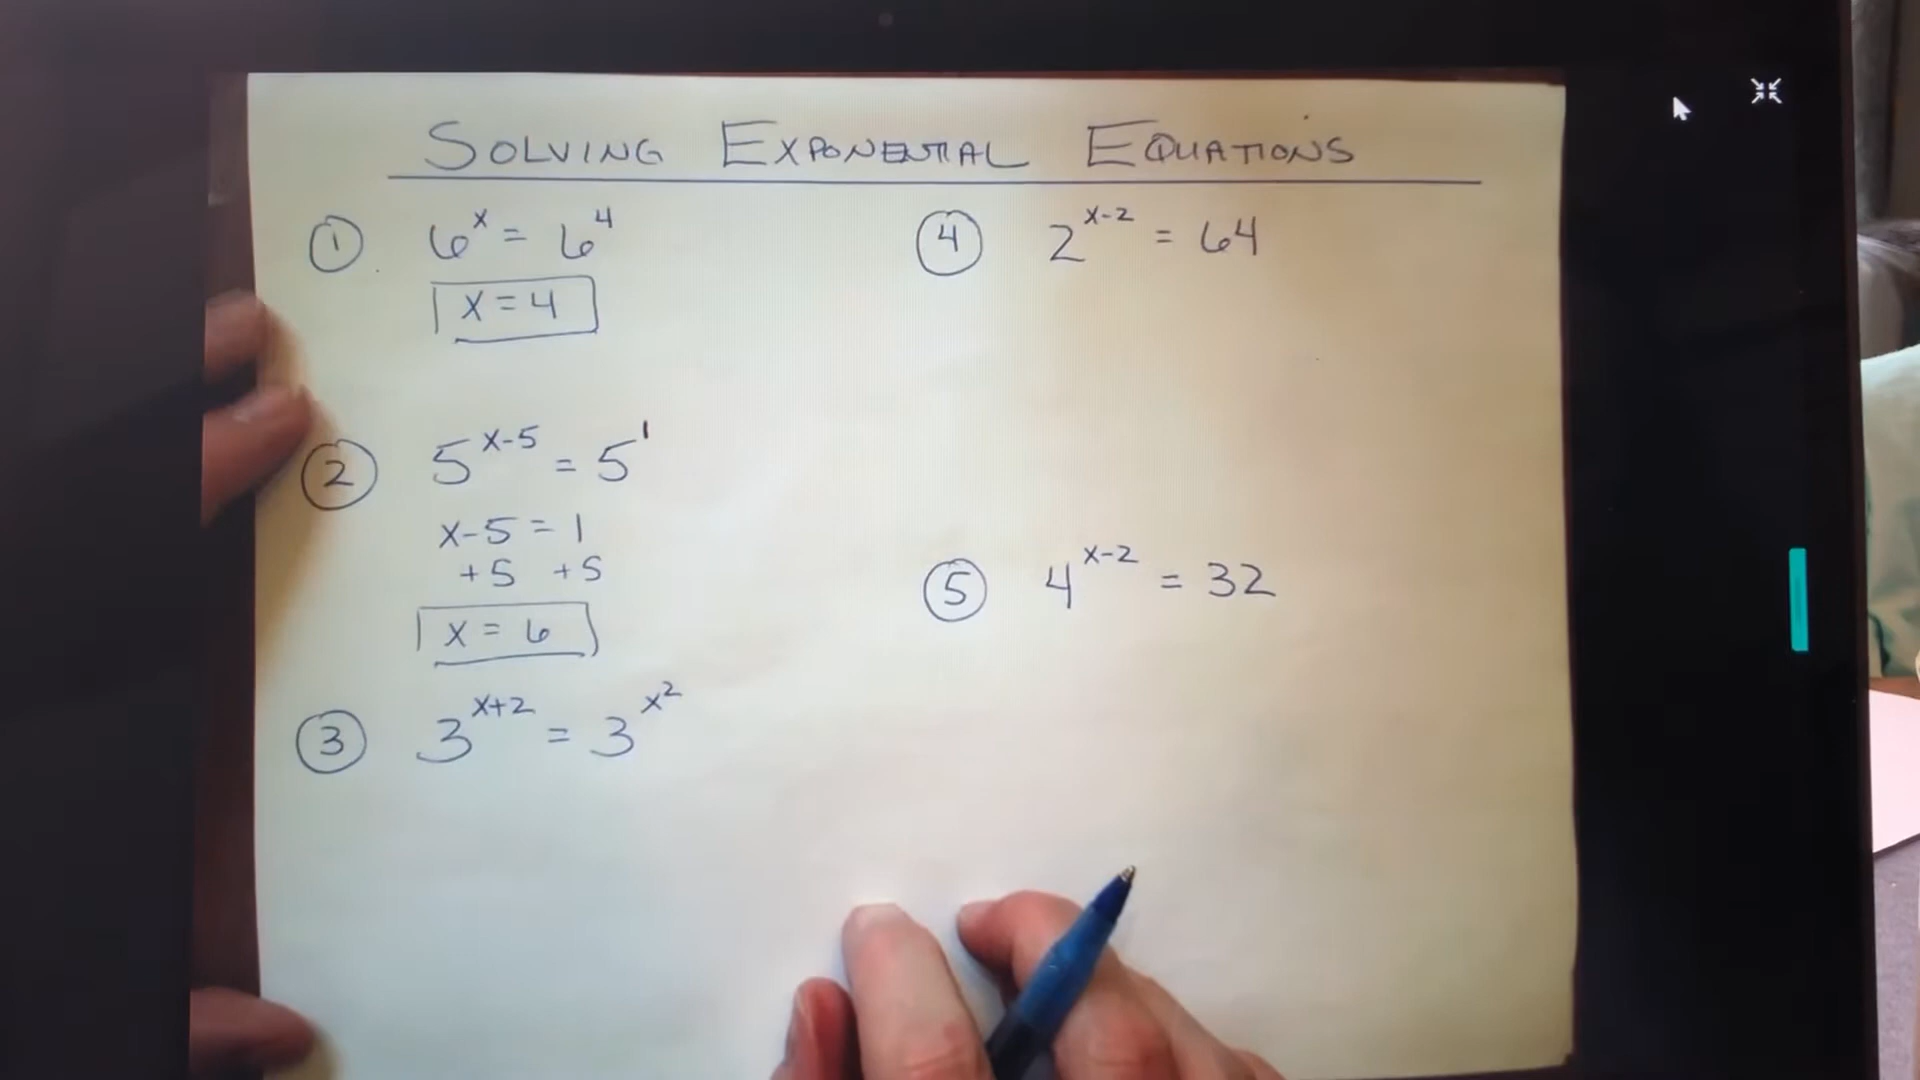 SOLVING EXPONENTIAL EQUATIONS
① 6^x = 6^4
x = 4
② 5^(x-5) = 5^1
x-5 = 1
+5 +5
x = 6
③ 3^(x+2) = 3^(x^2)
④ 2^(x-2) = 64
⑤ 4^(x-2) = 32